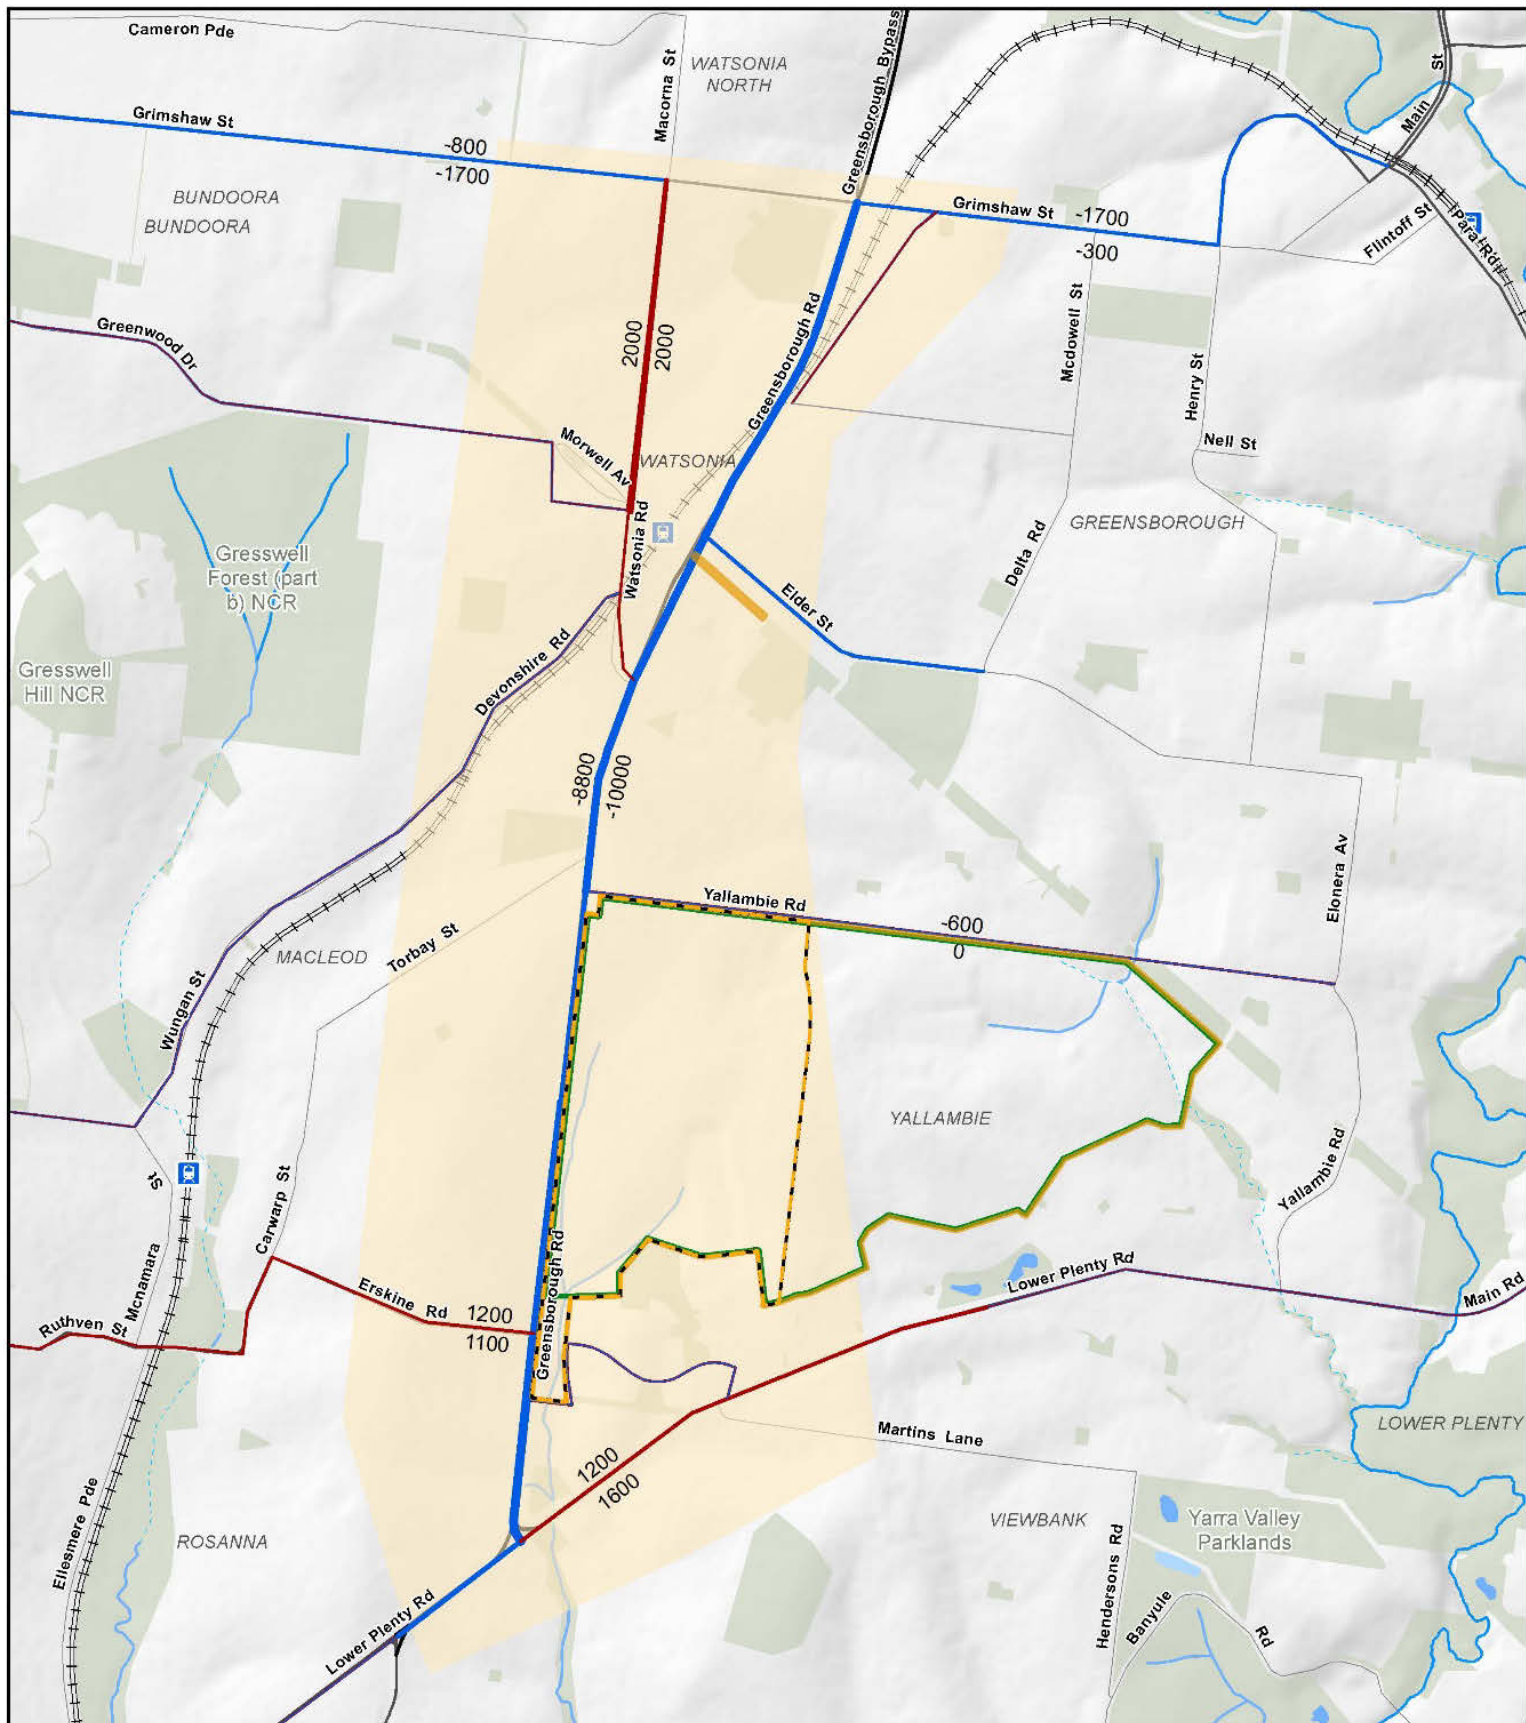 Cameron Pde
Macorna St
WATSONIA
NORTH
Greensborough Bypass
Main
St
Grimshaw St
-800
-1700
BUNDOORA
BUNDOORA
Grimshaw St
-1700
-300
Flintoff St
Para Rd
Greenwood Dr
2000
2000
Greensborough Rd
Greensborough Rd
Mcdowell St
Henry St
Morwell Av
WATSONIA
Nell St
Watsonia Rd
GREENSBOROUGH
Gresswell
Forest (part
b) NCR
Delta Rd
Elder St
Gresswell
Hill NCR
Devonshire Rd
-8800
-10000
Elonera Av
Yallambie Rd
-600
0
Torbay St
MACLEOD
Wungan St
YALLAMBIE
Yallambie Rd
St
Mcnamara
Carwarp St
Erskine Rd
1200
1100
Greensborough Rd
Lower Plenty Rd
Main Rd
Ruthven St
Martins Lane
LOWER PLENTY
1200
1600
Ellesmere Pde
ROSANNA
VIEWBANK
Yarra Valley
Parklands
Hendersons Rd
Banyule
Rd
Lower Plenty Rd